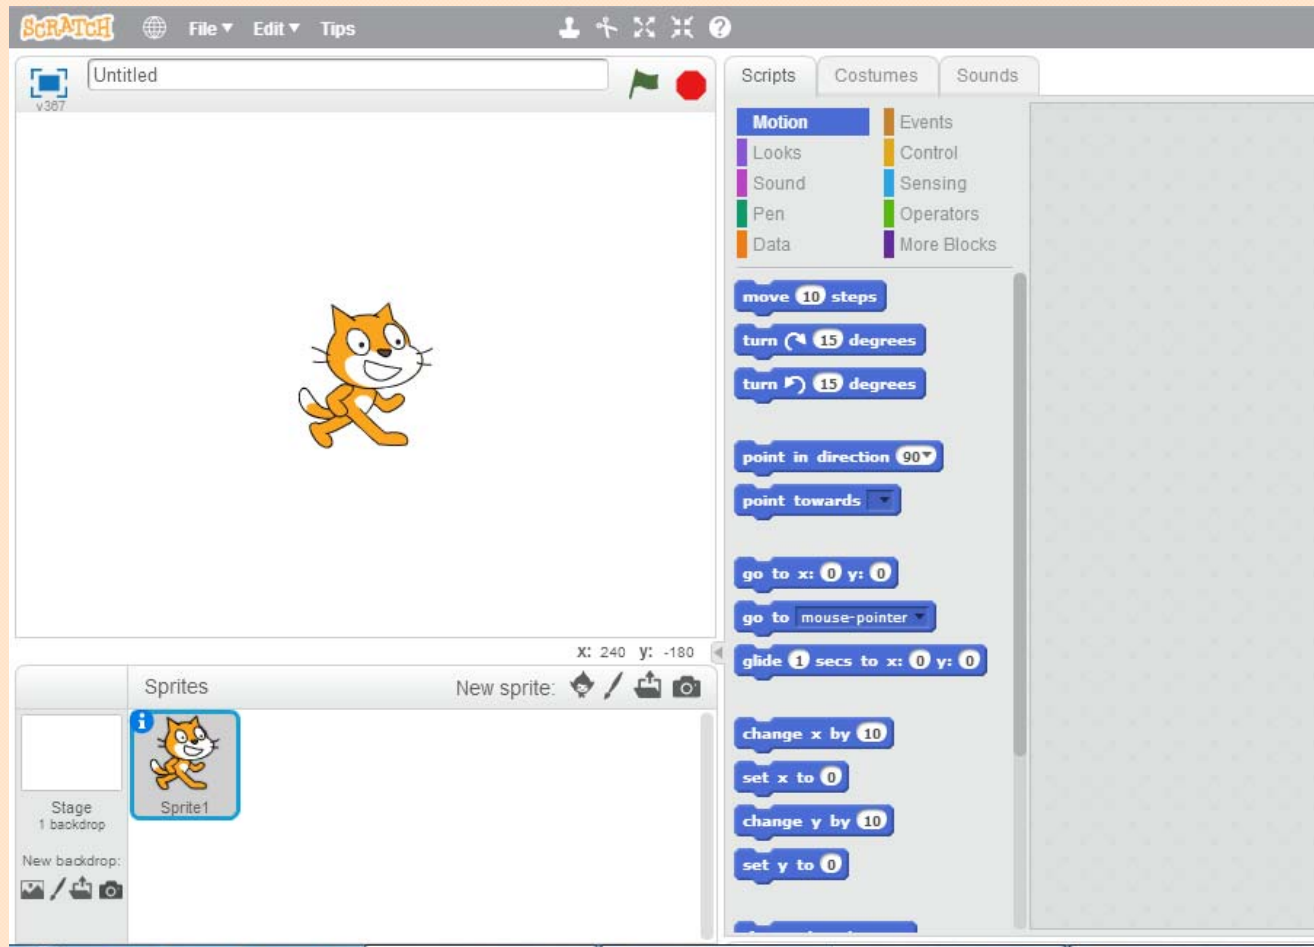 SCRATCH File Edit Tips ?
Untitled
v367
Scripts Costumes Sounds
Motion Events
Looks Control
Sound Sensing
Pen Operators
Data More Blocks
move 10 steps
turn 15 degrees
turn 15 degrees
point in direction 90
point towards
go to x: 0 y: 0
go to mouse-pointer
glide 1 secs to x: 0 y: 0
change x by 10
set x to 0
change y by 10
set y to 0
x: 240 y: -180
Sprites New sprite:
i
Sprite1
Stage
1 backdrop
New backdrop: